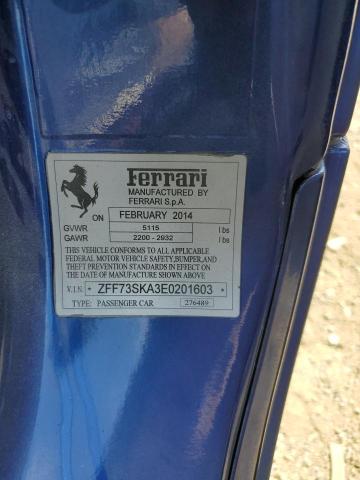 Ferrari
MANUFACTURED BY
FERRARI S.p.A.
ON FEBRUARY 2014
GVWR 5115 lbs
GAWR 2200 - 2932 lbs
THIS VEHICLE CONFORMS TO ALL APPLICABLE
FEDERAL MOTOR VEHICLE SAFETY,BUMPER,AND
THEFT PREVENTION STANDARDS IN EFFECT ON
THE DATE OF MANUFACTURE SHOWN ABOVE
V.I.N: ZFF73SKA3E0201603
TYPE: PASSENGER CAR 276489